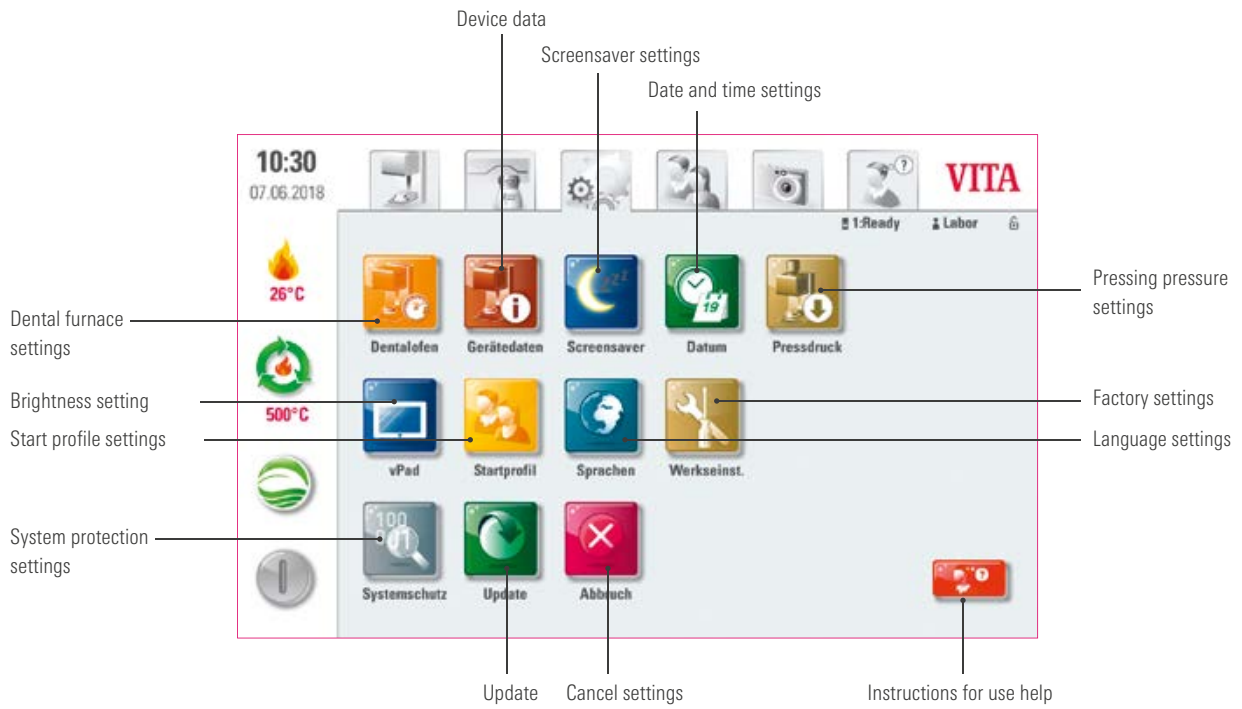 Device data
Screensaver settings
Date and time settings
10:30
07.06.2018
?
VITA
1:Ready
Labor
26°C
zzz
19
i
Dentalofen
Gerätedaten
Screensaver
Datum
Pressdruck
Pressing pressure
settings
Dental furnace
settings
500°C
Brightness setting
Start profile settings
vPad
Startprofil
Sprachen
Werkseinst.
Factory settings
Language settings
System protection
settings
100
001
Systemschutz
Update
Abbruch
?
Update
Cancel settings
Instructions for use help